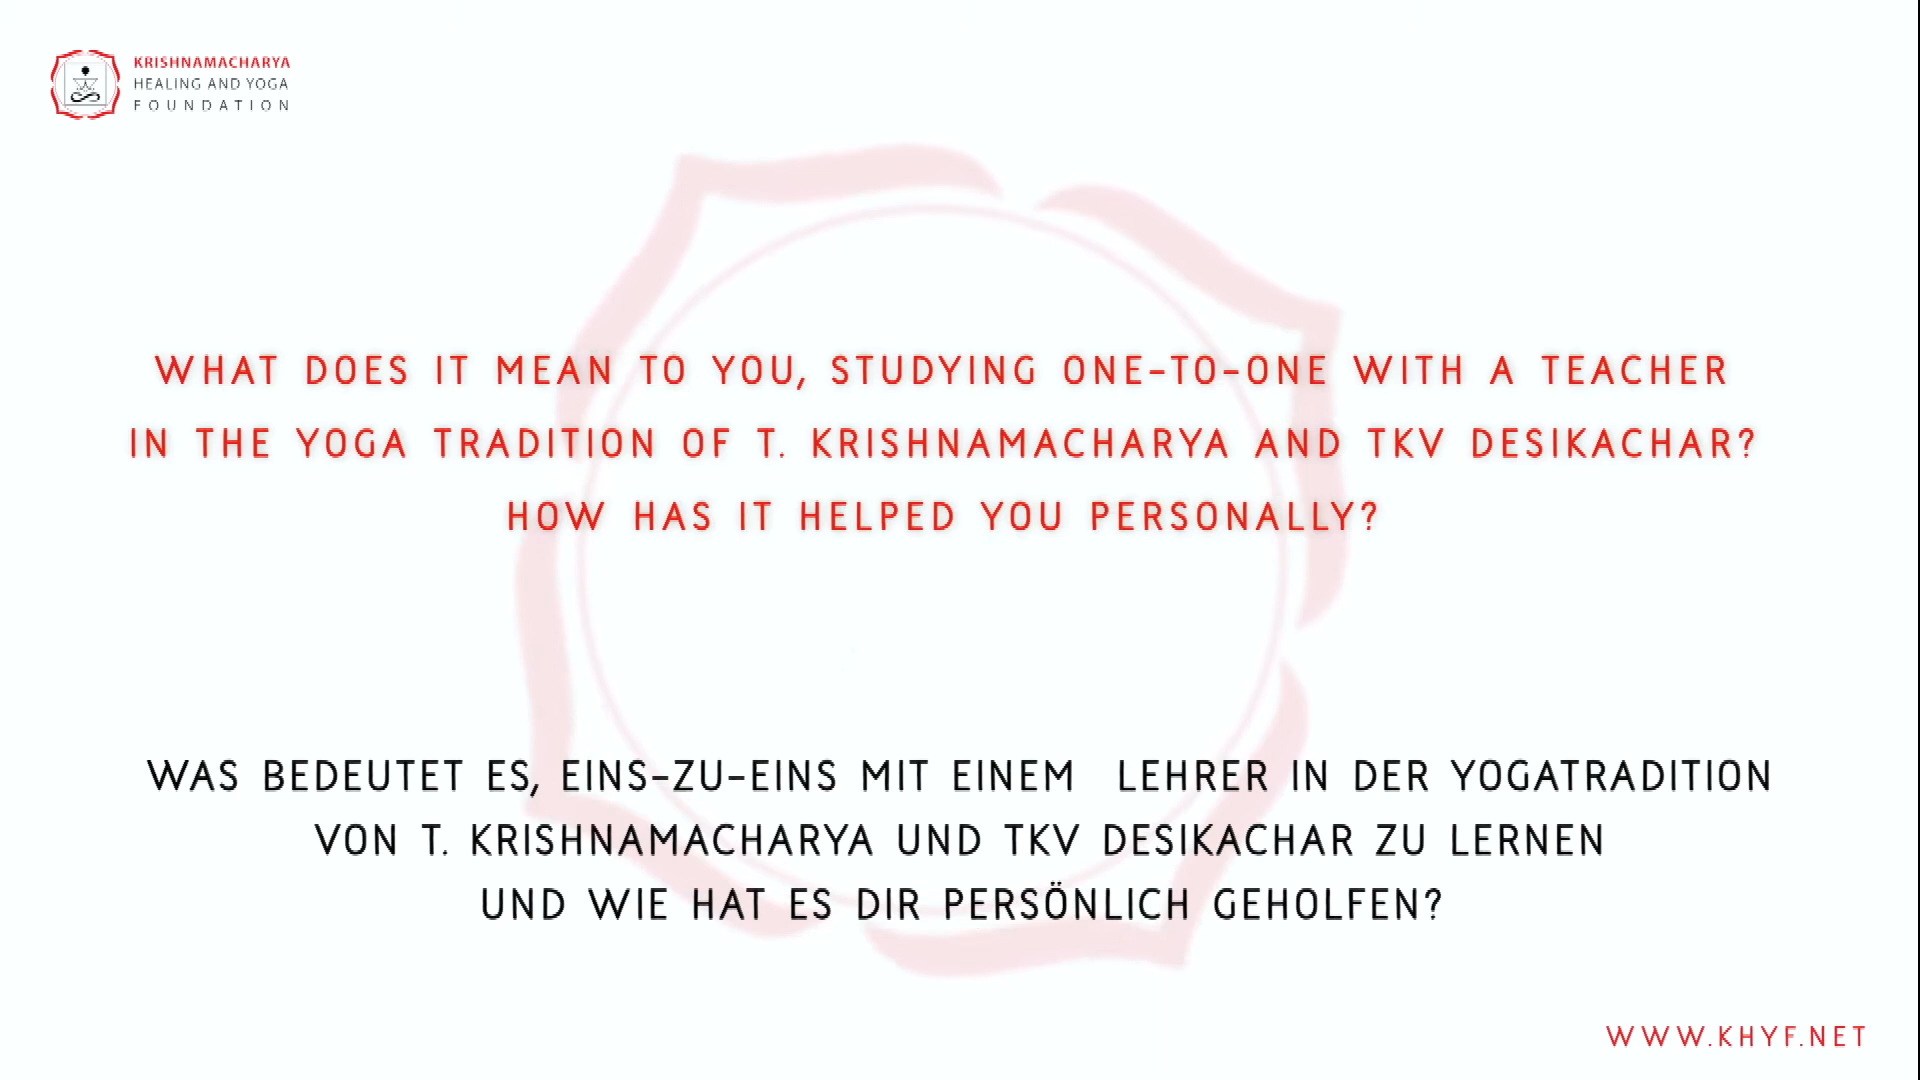 KRISHNAMACHARYA
HEALING AND YOGA
FOUNDATION
WHAT DOES IT MEAN TO YOU, STUDYING ONE-TO-ONE WITH A TEACHER
IN THE YOGA TRADITION OF T. KRISHNAMACHARYA AND TKV DESIKACHAR?
HOW HAS IT HELPED YOU PERSONALLY?
WAS BEDEUTET ES, EINS-ZU-EINS MIT EINEM LEHRER IN DER YOGATRADITION
VON T. KRISHNAMACHARYA UND TKV DESIKACHAR ZU LERNEN
UND WIE HAT ES DIR PERSÖNLICH GEHOLFEN?
WWW.KHYF.NET